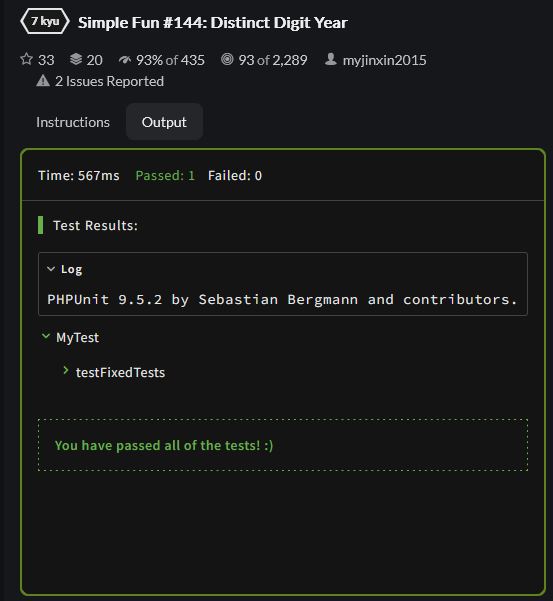 7 kyu Simple Fun #144: Distinct Digit Year
33 20 93% of 435 93 of 2,289 myjinxin2015
2 Issues Reported
Instructions Output
Time: 567ms Passed: 1 Failed: 0
Test Results:
Log
PHPUnit 9.5.2 by Sebastian Bergmann and contributors.
MyTest
testFixedTests
You have passed all of the tests! :)